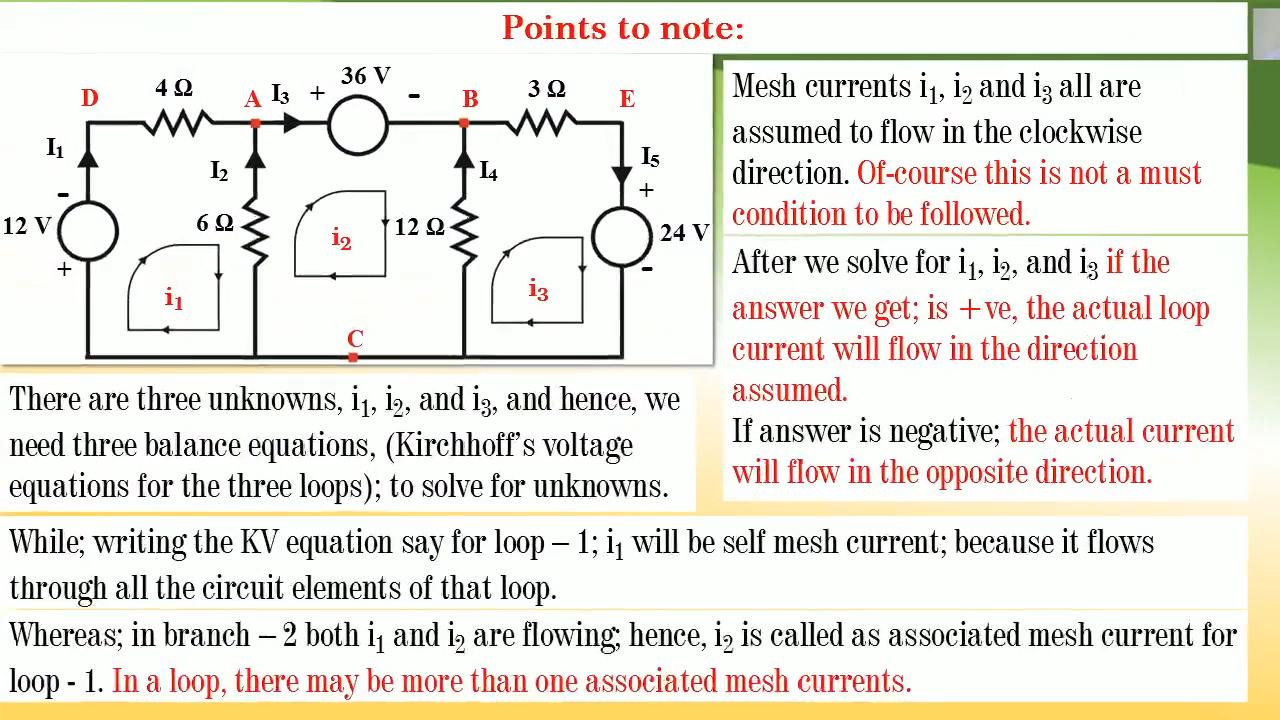 Points to note:
D
4 Ω
A
I₃
+
36 V
-
B
3 Ω
E
I₁
I₂
I₄
I₅
-
+
12 V
6 Ω
i₂
12 Ω
24 V
+
i₁
i₃
-
C
Mesh currents i₁, i₂ and i₃ all are
assumed to flow in the clockwise
direction. Of-course this is not a must
condition to be followed.
After we solve for i₁, i₂, and i₃ if the
answer we get; is +ve, the actual loop
current will flow in the direction
assumed.
If answer is negative; the actual current
will flow in the opposite direction.
There are three unknowns, i₁, i₂, and i₃, and hence, we
need three balance equations, (Kirchhoff's voltage
equations for the three loops); to solve for unknowns.
While; writing the KV equation say for loop – 1; i₁ will be self mesh current; because it flows
through all the circuit elements of that loop.
Whereas; in branch – 2 both i₁ and i₂ are flowing; hence, i₂ is called as associated mesh current for
loop - 1. In a loop, there may be more than one associated mesh currents.